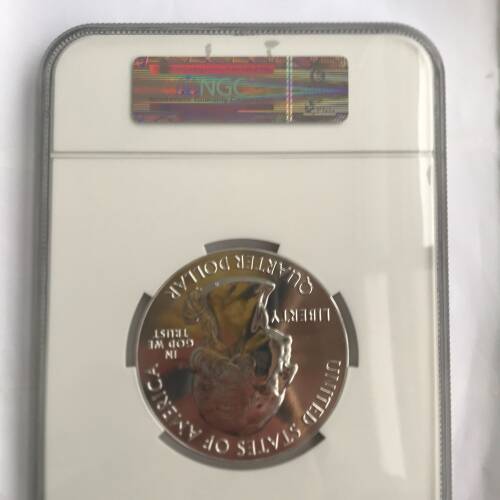 NGC
UNITED STATES OF AMERICA
LIBERTY
IN
GOD WE
TRUST
QUARTER DOLLAR